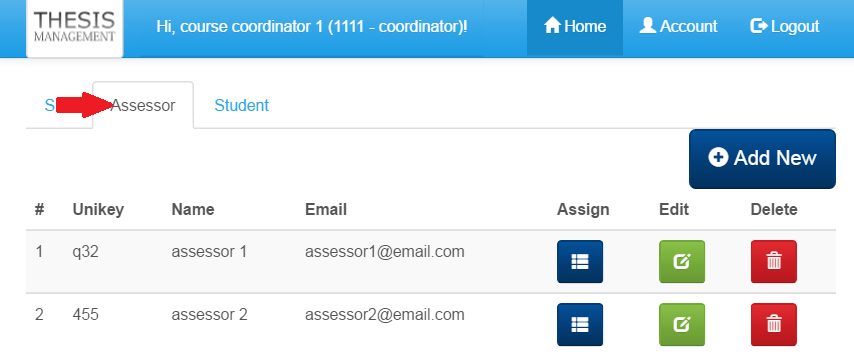 THESIS
MANAGEMENT
Hi, course coordinator 1 (1111 - coordinator)!
Home
Account
Logout
Assessor
Student
Add New
# Unikey Name Email Assign Edit Delete
1 q32 assessor 1 assessor1@email.com
2 455 assessor 2 assessor2@email.com